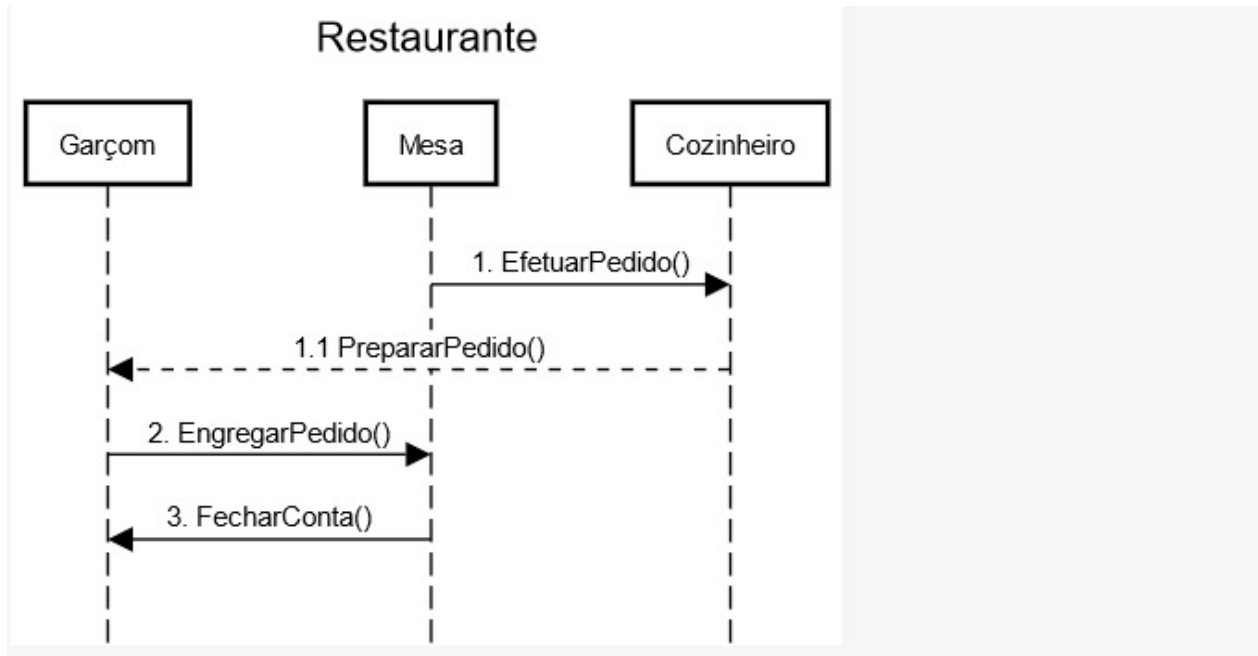 Restaurante
Garçom
Mesa
Cozinheiro
1. EfetuarPedido()
1.1 PrepararPedido()
2. EngregarPedido()
3. FecharConta()